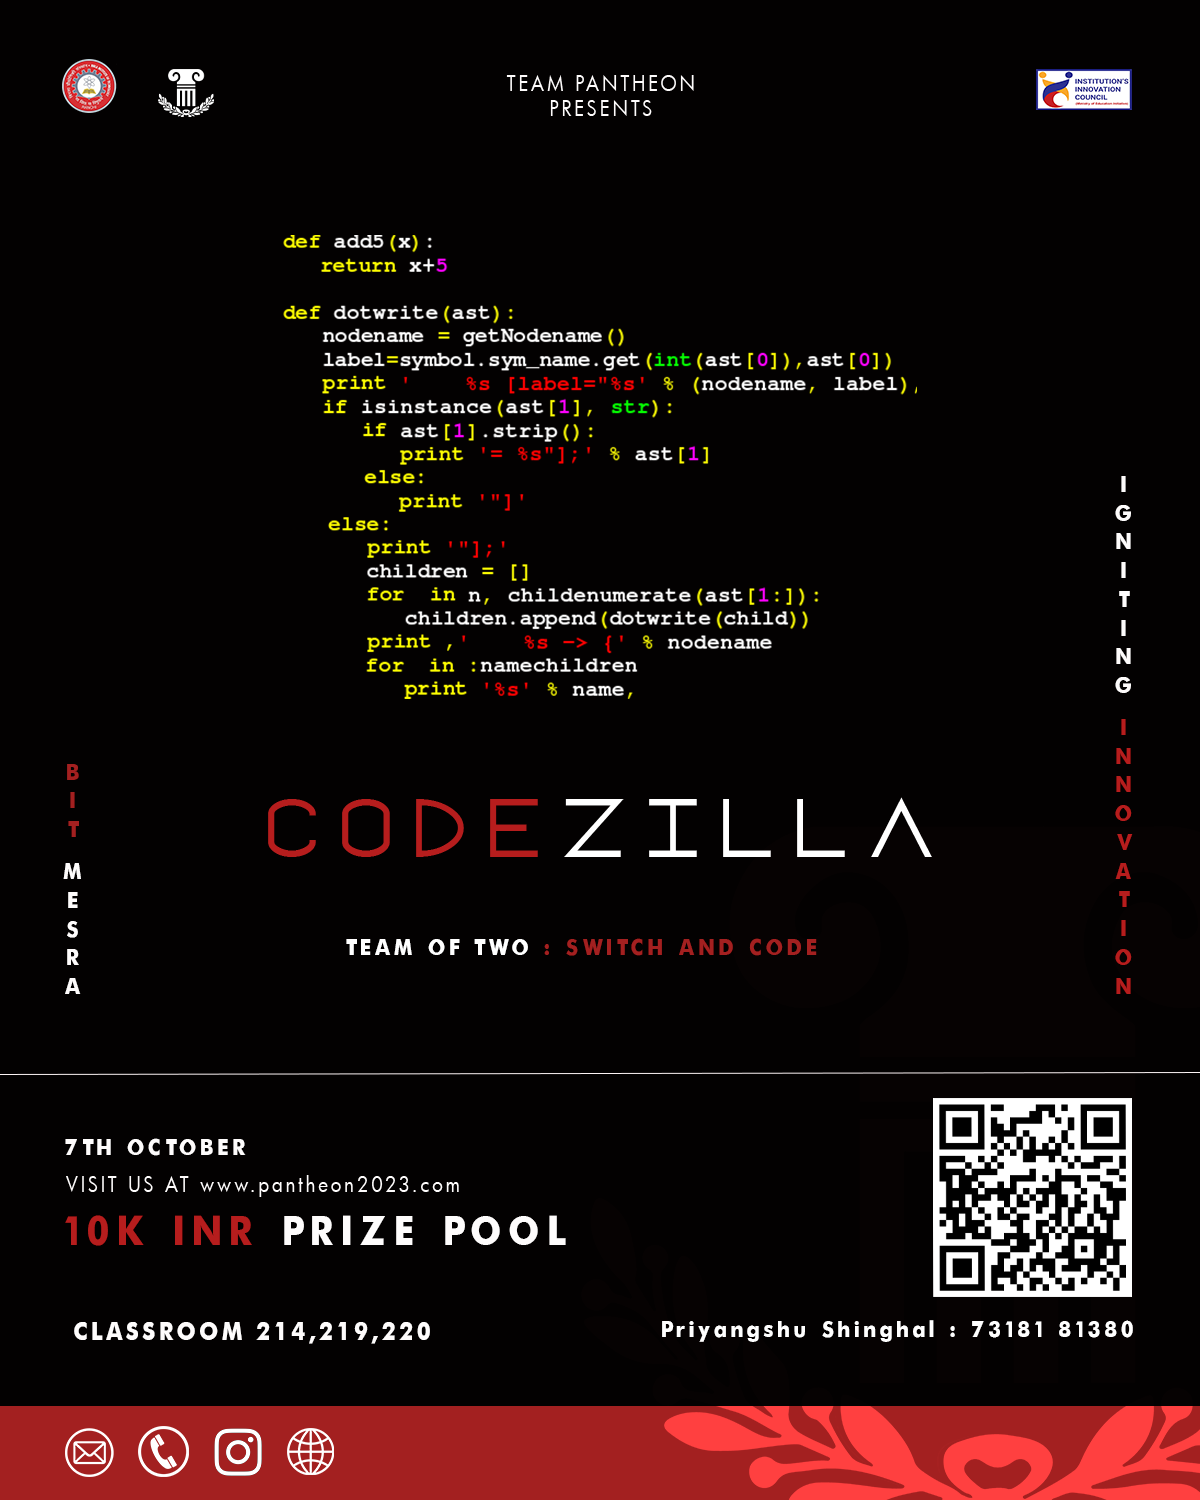 TEAM PANTHEON
PRESENTS
INSTITUTION'S
INNOVATION
COUNCIL
(Ministry of Education Initiative)
def add5(x):
return x+5
def dotwrite(ast):
nodename = getNodename()
label=symbol.sym_name.get(int(ast[0]),ast[0])
print '    %s [label="%s' % (nodename, label),
if isinstance(ast[1], str):
if ast[1].strip():
print '= %s"];' % ast[1]
else:
print '"]'
else:
print '"];'
children = []
for  in n, childenumerate(ast[1:]):
children.append(dotwrite(child))
print ,'    %s -> {' % nodename
for  in :namechildren
print '%s' % name,
IGNITING INNOVATION
BIT MESRA
CODEZILLA
TEAM OF TWO : SWITCH AND CODE
7TH OCTOBER
VISIT US AT www.pantheon2023.com
10K INR PRIZE POOL
CLASSROOM 214,219,220
Priyangshu Shinghal : 73181 81380